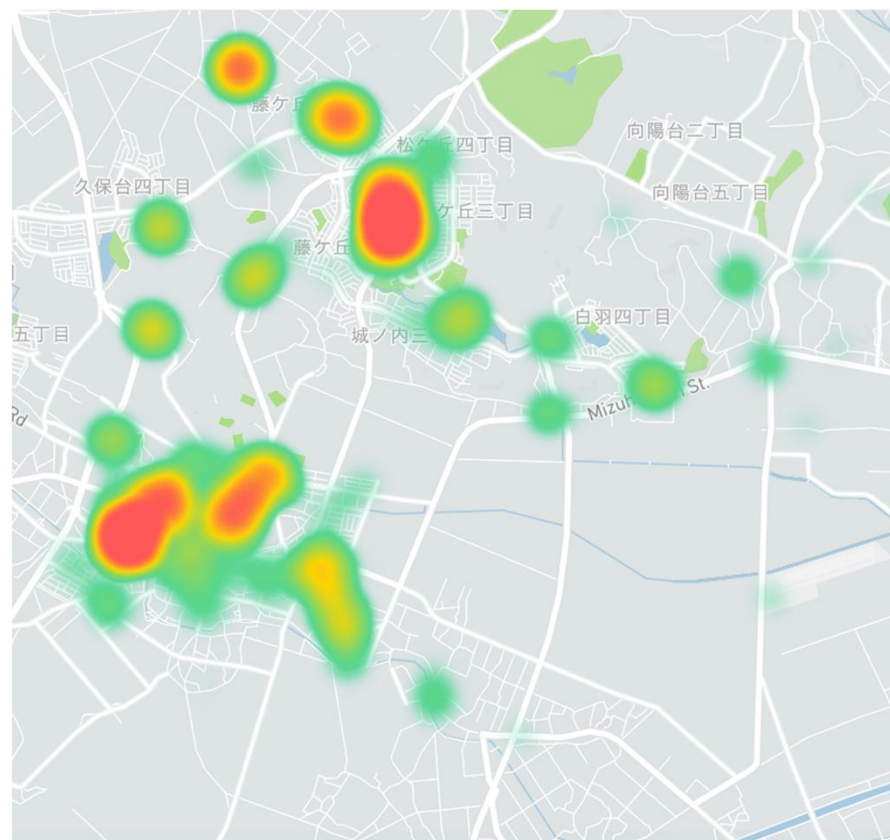 藤ケ丘
松ケ丘四丁目
向陽台二丁目
久保台四丁目
向陽台五丁目
ケ丘三丁目
藤ケ丘
白羽四丁目
五丁目
城ノ内三
Mizuh St.
Rd